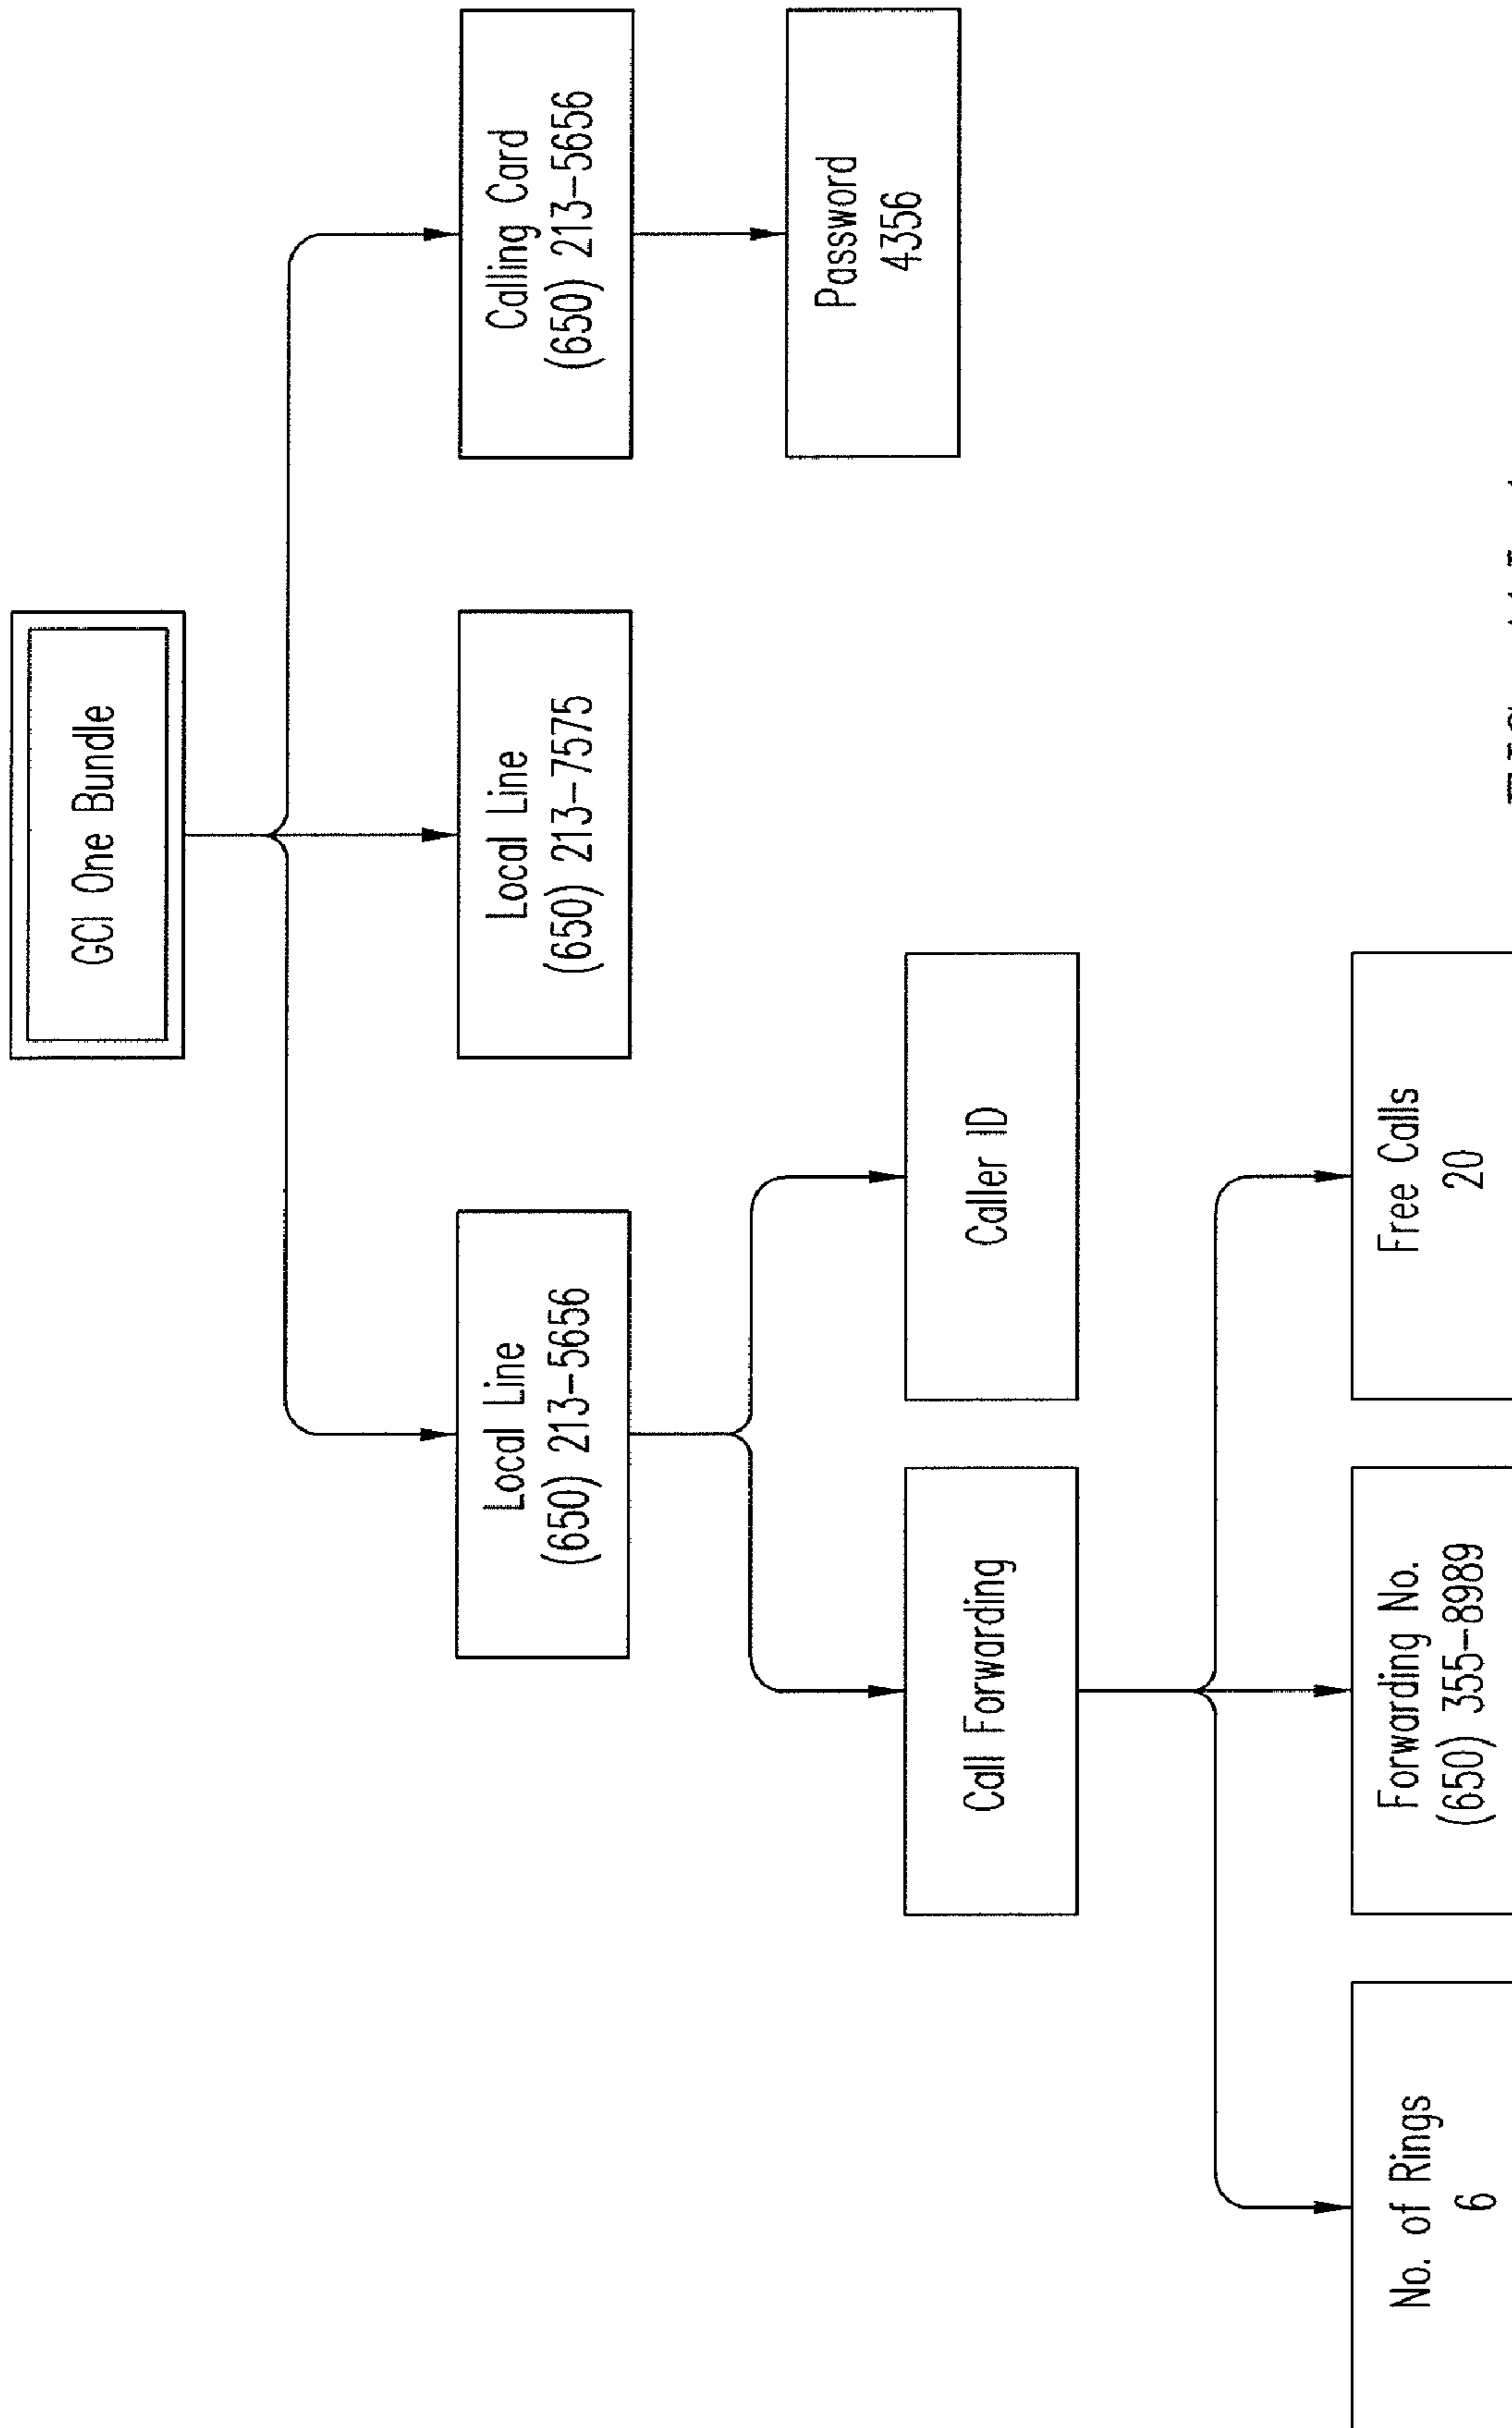 GCI One Bundle
Local Line
(650) 213-5656
Local Line
(650) 213-7575
Calling Card
(650) 213-5656
Call Forwarding
Caller ID
Password
4356
No. of Rings
6
Forwarding No.
(650) 355-8989
Free Calls
20